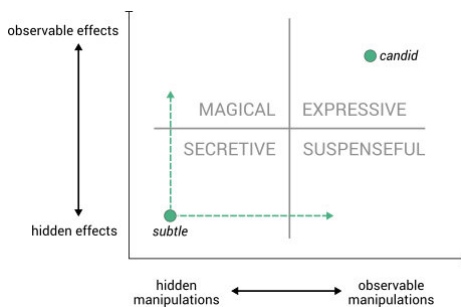 observable effects
candid
MAGICAL EXPRESSIVE
SECRETIVE SUSPENSEFUL
hidden effects
subtle
hidden manipulations
observable manipulations